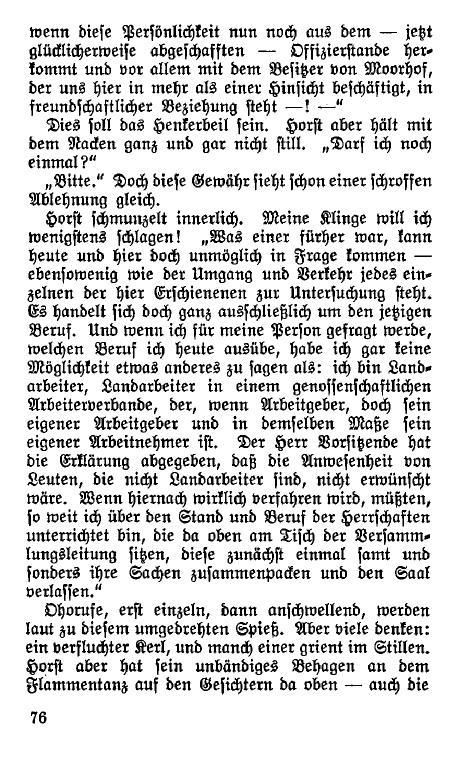 wenn diese Persönlichkeit nun noch aus dem — jetzt
glücklicherweise abgeschafften — Offizierstande her-
kommt und vor allem mit dem Besitzer von Moorhof,
der uns hier in mehr als einer Hinsicht beschäftigt, in
freundschaftlicher Beziehung steht —! —“
Dies soll das Henkerbeil sein. Horst aber hält mit
dem Nacken ganz und gar nicht still. „Darf ich noch
einmal?“
„Bitte.“ Doch diese Gewähr sieht schon einer schroffen
Ablehnung gleich.
Horst schmunzelt innerlich. Meine Klinge will ich
wenigstens schlagen! „Was einer fürher war, kann
heute und hier doch unmöglich in Frage kommen —
ebensowenig wie der Umgang und Verkehr jedes ein-
zelnen der hier Erschienenen zur Untersuchung steht.
Es handelt sich doch ganz ausschließlich um den jetzigen
Beruf. Und wenn ich für meine Person gefragt werde,
welchen Beruf ich heute ausübe, habe ich gar keine
Möglichkeit etwas anderes zu sagen als: ich bin Land-
arbeiter, Landarbeiter in einem genossenschaftlichen
Arbeiterverbande, der, wenn Arbeitgeber, doch sein
eigener Arbeitgeber und in demselben Maße sein
eigener Arbeitnehmer ist. Der Herr Vorsitzende hat
die Erklärung abgegeben, daß die Anwesenheit von
Leuten, die nicht Landarbeiter sind, nicht erwünscht
wäre. Wenn hiernach wirklich verfahren wird, müßten,
so weit ich über den Stand und Beruf der Herrschaften
unterrichtet bin, die da oben am Tisch der Versamm-
lungsleitung sitzen, diese zunächst einmal samt und
sonders ihre Sachen zusammenpacken und den Saal
verlassen.“
Ohorufe, erst einzeln, dann anschwellend, werden
laut zu diesem umgedrehten Spieß. Aber viele denken:
ein verfluchter Kerl, und manch einer grient im Stillen.
Horst aber hat sein unbändiges Behagen an dem
Flammentanz auf den Gesichtern da oben — auch die
76